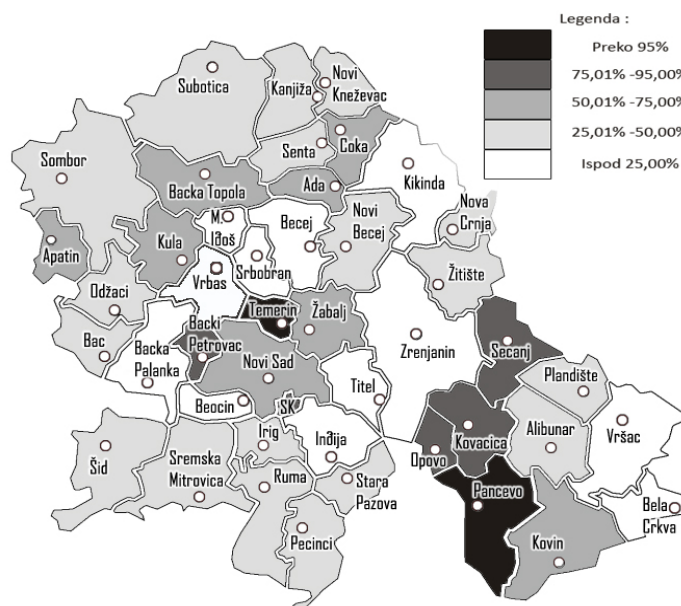 Legenda :
Preko 95%
75,01% -95,00%
50,01% -75,00%
25,01% -50,00%
Ispod 25,00%
Subotica
Kanjiža
Novi
Kneževac
Sombor
Senta
Coka
Backa Topola
Ada
Kikinda
Apatin
Kula
M.
Iđoš
Becej
Novi
Becej
Nova
Crnja
Srbobran
Vrbas
Žitište
Odžaci
Temerin
Žabalj
Bac
Backa
Palanka
Backi
Petrovac
Novi Sad
Zrenjanin
Secanj
Titel
Plandište
Beocin
SK
Kovacica
Alibunar
Vršac
Šid
Sremska
Mitrovica
Irig
Inđija
Opovo
Ruma
Stara
Pazova
Pancevo
Bela
Crkva
Pecinci
Kovin